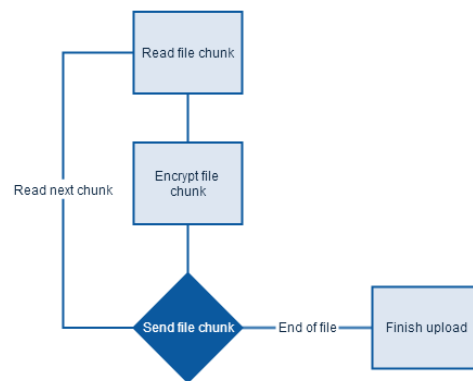 Read file chunk
Encrypt file
chunk
Read next chunk
Send file chunk
End of file
Finish upload